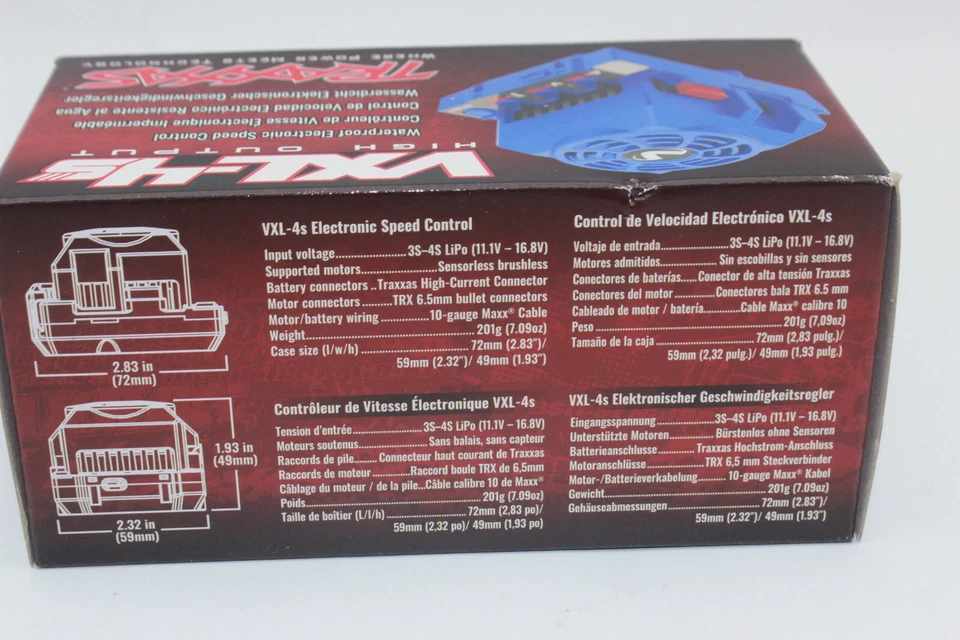 TRAXXAS
WHERE POWER MEETS TECHNOLOGY.
VXL-4s
HIGH OUTPUT
Waterproof Electronic Speed Control
Contrôleur de Vitesse Électronique Imperméable
Control de Velocidad Electrónica Resistente al Agua
Wasserdicht Elektronischer Geschwindigkeitsregler
2.83 in
(72mm)
1.93 in
(49mm)
2.32 in
(59mm)
VXL-4s Electronic Speed Control
Input voltage....................3S–4S LiPo (11.1V – 16.8V)
Supported motors....................Sensorless brushless
Battery connectors ..Traxxas High-Current Connector
Motor connectors .........TRX 6.5mm bullet connectors
Motor/battery wiring ..............10-gauge Maxx® Cable
Weight..................................................201g (7.09oz)
Case size (l/w/h) ..............................72mm (2.83")/
59mm (2.32")/ 49mm (1.93")
Control de Velocidad Electrónico VXL-4s
Voltaje de entrada....................3S–4S LiPo (11.1V – 16.8V)
Motores admitidos....................Sin escobillas y sin sensores
Conectores de baterías.....Conector de alta tensión Traxxas
Conectores del motor ............Conectores bala TRX 6.5 mm
Cableado de motor / batería..........Cable Maxx® calibre 10
Peso ..................................................201g (7,09oz)
Tamaño de la caja ..............................72mm (2,83 pulg.)/
59mm (2,32 pulg.)/ 49mm (1,93 pulg.)
Contrôleur de Vitesse Électronique VXL-4s
Tension d'entrée....................3S–4S LiPo (11.1V – 16.8V)
Moteurs soutenus....................Sans balais, sans capteur
Raccords de pile.....Connecteur haut courant de Traxxas
Raccords de moteur ..........Raccord boule TRX de 6,5mm
Câblage du moteur / de la pile...Câble calibre 10 de Maxx®
Poids..................................................201g (7.09oz)
Taille de boîtier (L/l/h) ....................72mm (2,83 po)/
59mm (2,32 po)/ 49mm (1,93 po)
VXL-4s Elektronischer Geschwindigkeitsregler
Eingangsspannung....................3S–4S LiPo (11.1V – 16.8V)
Unterstützte Motoren..............Bürstenlos ohne Sensoren
Batterieanschlusse ..............Traxxas Hochstrom-Anschluss
Motoranschlüsse ..............TRX 6,5 mm Steckverbinder
Motor-/Batterieverkabelung.........10-gauge Maxx® Kabel
Gewicht ..................................................201g (7.09oz)
Gehäuseabmessungen..............................72mm (2.83")/
59mm (2.32")/ 49mm (1.93")